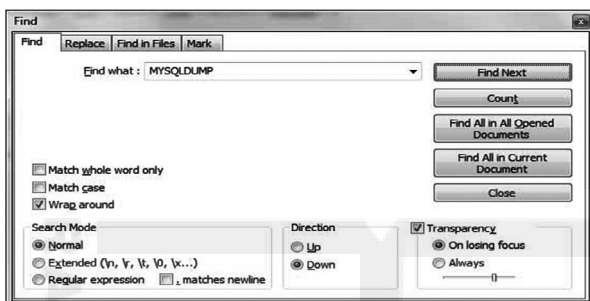 Find
Find Replace Find in Files Mark
Find what : MYSQLDUMP
Find Next
Count
Find All in All Opened
Documents
Find All in Current
Document
Close
Match whole word only
Match case
Wrap around
Search Mode
Normal
Extended (\n, \r, \t, \0, \x...)
Regular expression . matches newline
Direction
Up
Down
Transparency
On losing focus
Always